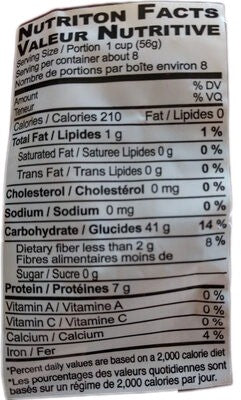 NUTRITON FACTS
VALEUR NUTRITIVE
Serving Size / Portion 1 cup (56g)
Serving per container about 8
Nombre de portions par boîte environ 8
Amount % DV
Teneur % VQ
Calories / Calories 210 Fat / Lipides 0
Total Fat / Lipides 1 g 1 %
Saturated Fat / Saturee Lipides 0 g 0 %
Trans Fat / Trans Lipides 0 g 0 %
Cholesterol / Cholestérol 0 mg 0 %
Sodium / Sodium 0 mg 0 %
Carbohydrate / Glucides 41 g 14 %
Dietary fiber less than 2 g 8 %
Fibres alimentaires moins de
Sugar / Sucre 0 g
Protein / Protéines 7 g
Vitamin A / Vitamine A 0 %
Vitamin C / Vitamine C 0 %
Calcium / Calcium 0 %
Iron / Fer 4 %
*Percent daily values are based on a 2,000 calorie diet
*Les pourcentages des valeurs quotidiennes sont
basés sur un régime de 2,000 calories par jour.